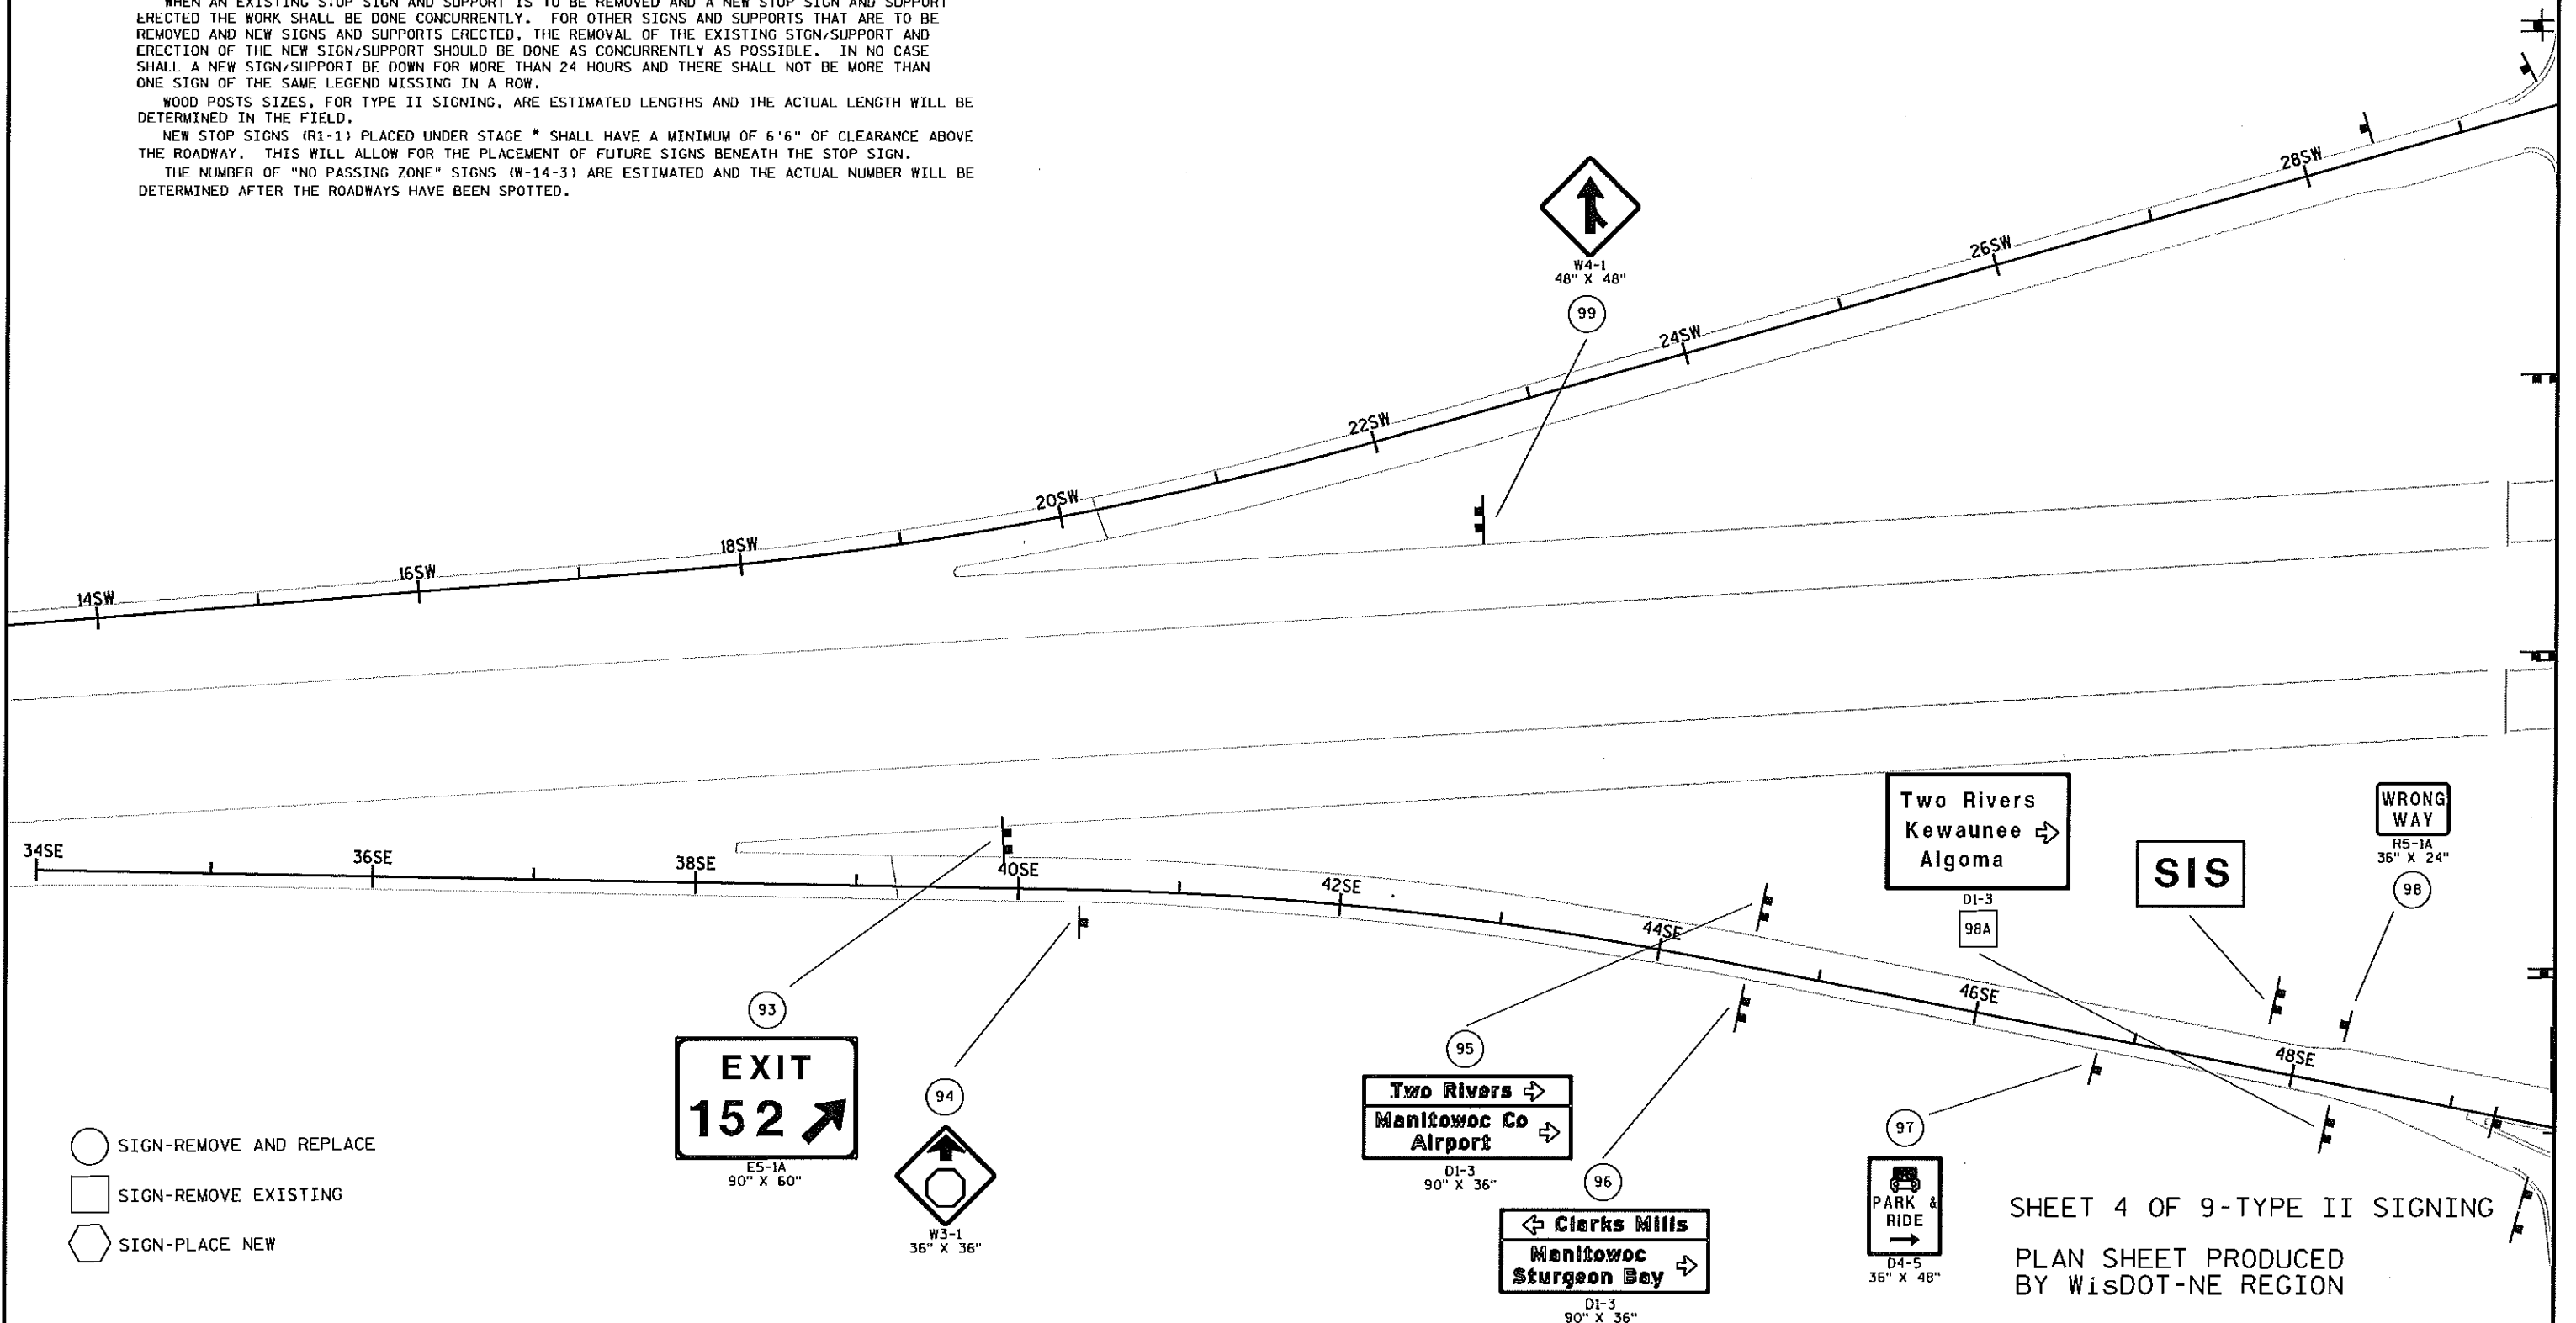 WHEN AN EXISTING STOP SIGN AND SUPPORT IS TO BE REMOVED AND A NEW STOP SIGN AND SUPPORT
ERECTED THE WORK SHALL BE DONE CONCURRENTLY. FOR OTHER SIGNS AND SUPPORTS THAT ARE TO BE
REMOVED AND NEW SIGNS AND SUPPORTS ERECTED, THE REMOVAL OF THE EXISTING SIGN/SUPPORT AND
ERECTION OF THE NEW SIGN/SUPPORT SHOULD BE DONE AS CONCURRENTLY AS POSSIBLE. IN NO CASE
SHALL A NEW SIGN/SUPPORT BE DOWN FOR MORE THAN 24 HOURS AND THERE SHALL NOT BE MORE THAN
ONE SIGN OF THE SAME LEGEND MISSING IN A ROW.
WOOD POSTS SIZES, FOR TYPE II SIGNING, ARE ESTIMATED LENGTHS AND THE ACTUAL LENGTH WILL BE
DETERMINED IN THE FIELD.
NEW STOP SIGNS (R1-1) PLACED UNDER STAGE * SHALL HAVE A MINIMUM OF 6'6" OF CLEARANCE ABOVE
THE ROADWAY. THIS WILL ALLOW FOR THE PLACEMENT OF FUTURE SIGNS BENEATH THE STOP SIGN.
THE NUMBER OF "NO PASSING ZONE" SIGNS (W-14-3) ARE ESTIMATED AND THE ACTUAL NUMBER WILL BE
DETERMINED AFTER THE ROADWAYS HAVE BEEN SPOTTED.
W4-1
48" X 48"
99
28SW
26SW
24SW
22SW
20SW
18SW
16SW
14SW
34SE
36SE
38SE
40SE
42SE
44SE
46SE
48SE
Two Rivers
Kewaunee
Algoma
D1-3
98A
SIS
WRONG
WAY
R5-1A
36" X 24"
98
93
EXIT
152
E5-1A
90" X 60"
94
W3-1
36" X 36"
95
Two Rivers
Manitowoc Co
Airport
D1-3
90" X 36"
96
Clarks Mills
Manitowoc
Sturgeon Bay
D1-3
90" X 36"
97
PARK &
RIDE
D4-5
36" X 48"
SIGN-REMOVE AND REPLACE
SIGN-REMOVE EXISTING
SIGN-PLACE NEW
SHEET 4 OF 9-TYPE II SIGNING
PLAN SHEET PRODUCED
BY WisDOT-NE REGION